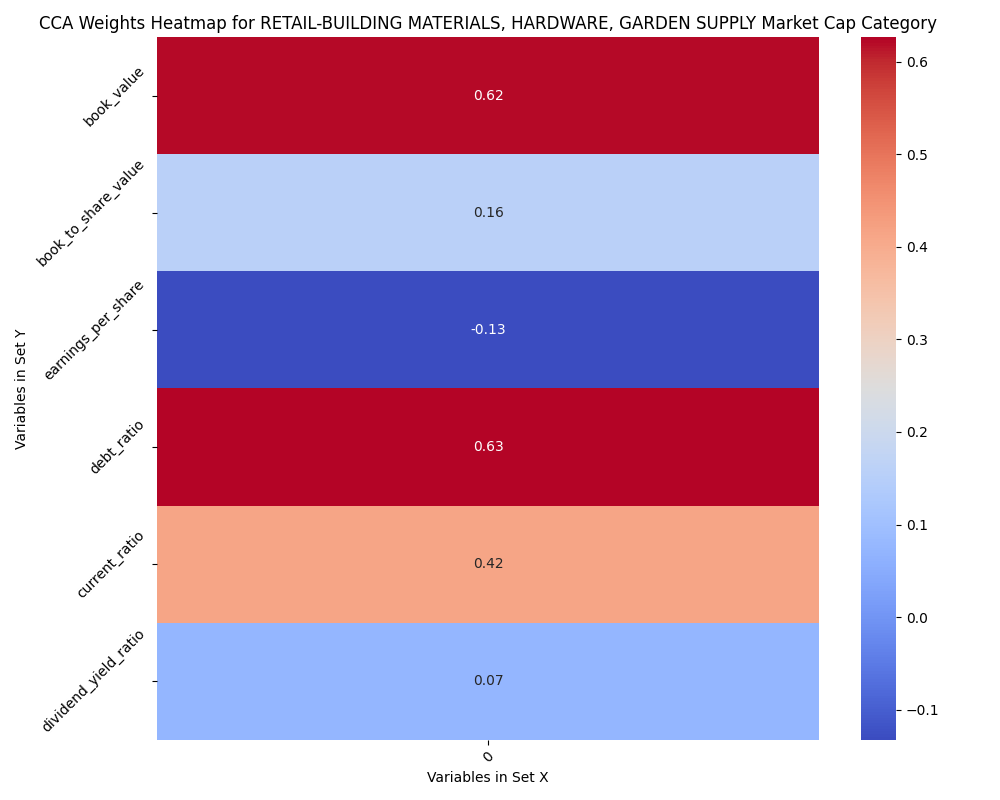 CCA Weights Heatmap for RETAIL-BUILDING MATERIALS, HARDWARE, GARDEN SUPPLY Market Cap Category
Variables in Set Y
book_value
0.62
book_to_share_value
0.16
earnings_per_share
-0.13
debt_ratio
0.63
current_ratio
0.42
dividend_yield_ratio
0.07
0
Variables in Set X
0.6
0.5
0.4
0.3
0.2
0.1
0.0
−0.1